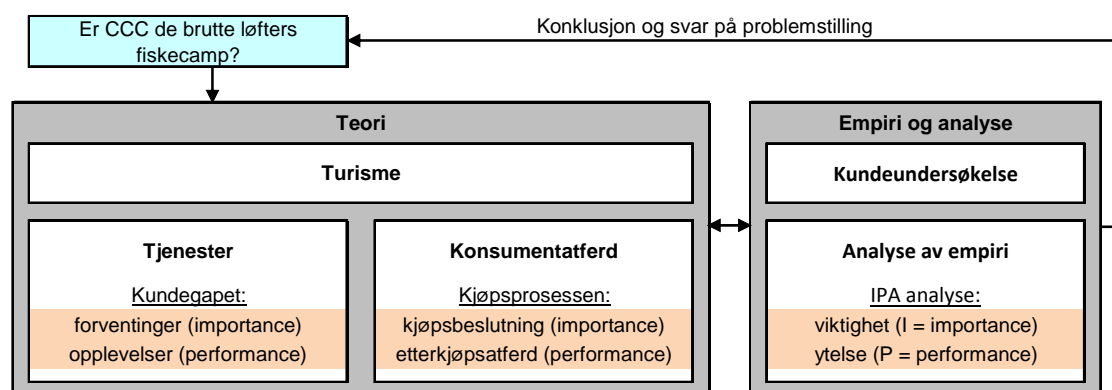 Er CCC de brutte løfters
fiskecamp?
Konklusjon og svar på problemstilling
Teori
Turisme
Tjenester
Kundegapet:
forventinger (importance)
opplevelser (performance)
Konsumentatferd
Kjøpsprosessen:
kjøpsbeslutning (importance)
etterkjøpsatferd (performance)
Empiri og analyse
Kundeundersøkelse
Analyse av empiri
IPA analyse:
viktighet (I = importance)
ytelse (P = performance)